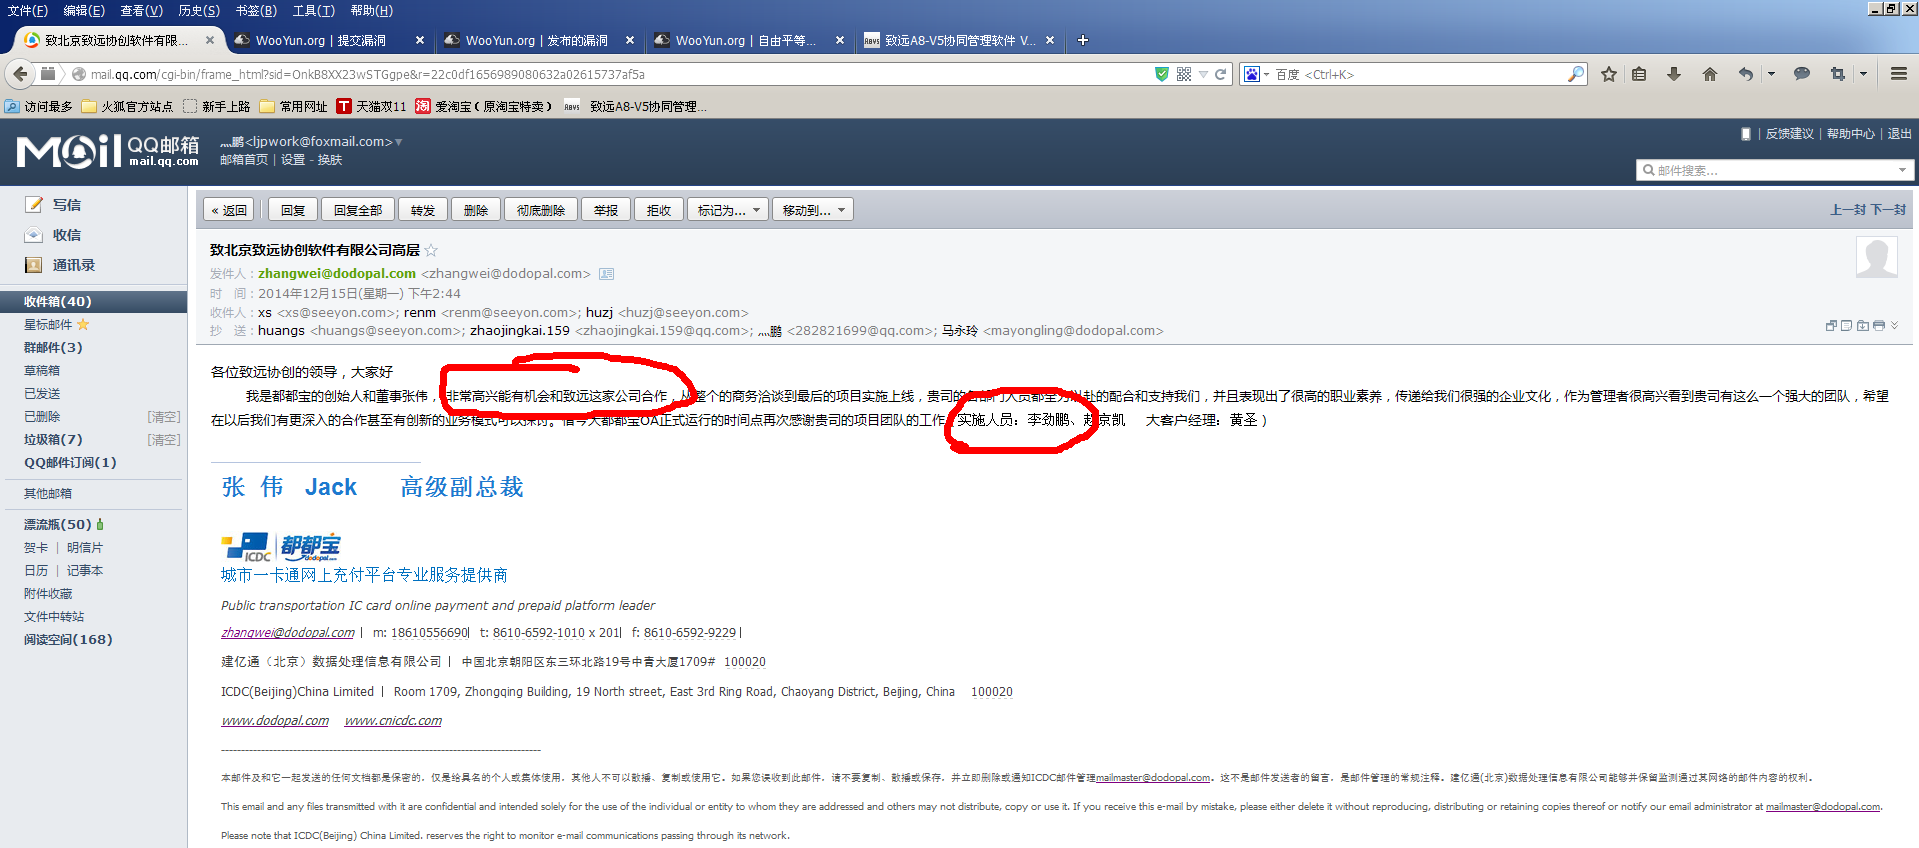 文件(F) 编辑(E) 查看(V) 历史(S) 书签(B) 工具(T) 帮助(H)
致北京致远协创软件有限... WooYun.org | 提交漏洞 WooYun.org | 发布的漏洞 WooYun.org | 自由平等... 致远A8-V5协同管理软件 V...
mail.qq.com/cgi-bin/frame_html?sid=OnkB8XX23wSTGgpe&r=22c0df1656989080632a02615737af5a 百度 <Ctrl+K>
访问最多 火狐官方站点 新手上路 常用网址 天猫双11 爱淘宝（原淘宝特卖） 致远A8-V5协同管理...
Mail QQ邮箱 mail.qq.com
灬鹏<ljpwork@foxmail.com>
邮箱首页 | 设置 - 换肤
反馈建议 | 帮助中心 | 退出
邮件搜索...
写信
收信
通讯录
收件箱(40)
星标邮件
群邮件(3)
草稿箱
已发送
已删除 [清空]
垃圾箱(7) [清空]
QQ邮件订阅(1)
其他邮箱
漂流瓶(50)
贺卡 | 明信片
日历 | 记事本
附件收藏
文件中转站
阅读空间(168)
« 返回 回复 回复全部 转发 删除 彻底删除 举报 拒收 标记为... 移动到... 上一封 下一封
致北京致远协创软件有限公司高层
发件人：zhangwei@dodopal.com <zhangwei@dodopal.com>
时 间：2014年12月15日(星期一) 下午2:44
收件人：xs <xs@seeyon.com>; renm <renm@seeyon.com>; huzj <huzj@seeyon.com>
抄 送：huangs <huangs@seeyon.com>; zhaojingkai.159 <zhaojingkai.159@qq.com>; 灬鹏 <282821699@qq.com>; 马永玲 <mayongling@dodopal.com>
各位致远协创的领导，大家好
我是都都宝的创始人和董事张伟，非常高兴能有机会和致远这家公司合作，从整个的商务洽谈到最后的项目实施上线，贵司的各部门人员都全力以赴的配合和支持我们，并且表现出了很高的职业素养，传递给我们很强的企业文化，作为管理者很高兴看到贵司有这么一个强大的团队，希望
在以后我们有更深入的合作甚至有创新的业务模式可以探讨。借今天都都宝OA正式运行的时间点再次感谢贵司的项目团队的工作（实施人员：李劲鹏、赵京凯 大客户经理：黄圣）
张 伟 Jack 高级副总裁
ICDC 都都宝 dodopal.com
城市一卡通网上充付平台专业服务提供商
Public transportation IC card online payment and prepaid platform leader
zhangwei@dodopal.com | m: 18610556690| t: 8610-6592-1010 x 201| f: 8610-6592-9229 |
建亿通（北京）数据处理信息有限公司 | 中国北京朝阳区东三环北路19号中青大厦1709# 100020
ICDC(Beijing)China Limited | Room 1709, Zhongqing Building, 19 North street, East 3rd Ring Road, Chaoyang District, Beijing, China 100020
www.dodopal.com www.cnicdc.com
--------------------------------------------------------------------------------
本邮件及和它一起发送的任何文档都是保密的，仅是给具名的个人或集体使用，其他人不可以散播、复制或使用它。如果您误收到此邮件，请不要复制、散播或保存，并立即删除或通知ICDC邮件管理mailmaster@dodopal.com。这不是邮件发送者的留言，是邮件管理的常规注释。建亿通(北京)数据处理信息有限公司能够并保留监测通过其网络的邮件内容的权利。
This email and any files transmitted with it are confidential and intended solely for the use of the individual or entity to whom they are addressed and others may not distribute, copy or use it. If you receive this e-mail by mistake, please either delete it without reproducing, distributing or retaining copies thereof or notify our email administrator at mailmaster@dodopal.com.
Please note that ICDC(Beijing) China Limited. reserves the right to monitor e-mail communications passing through its network.